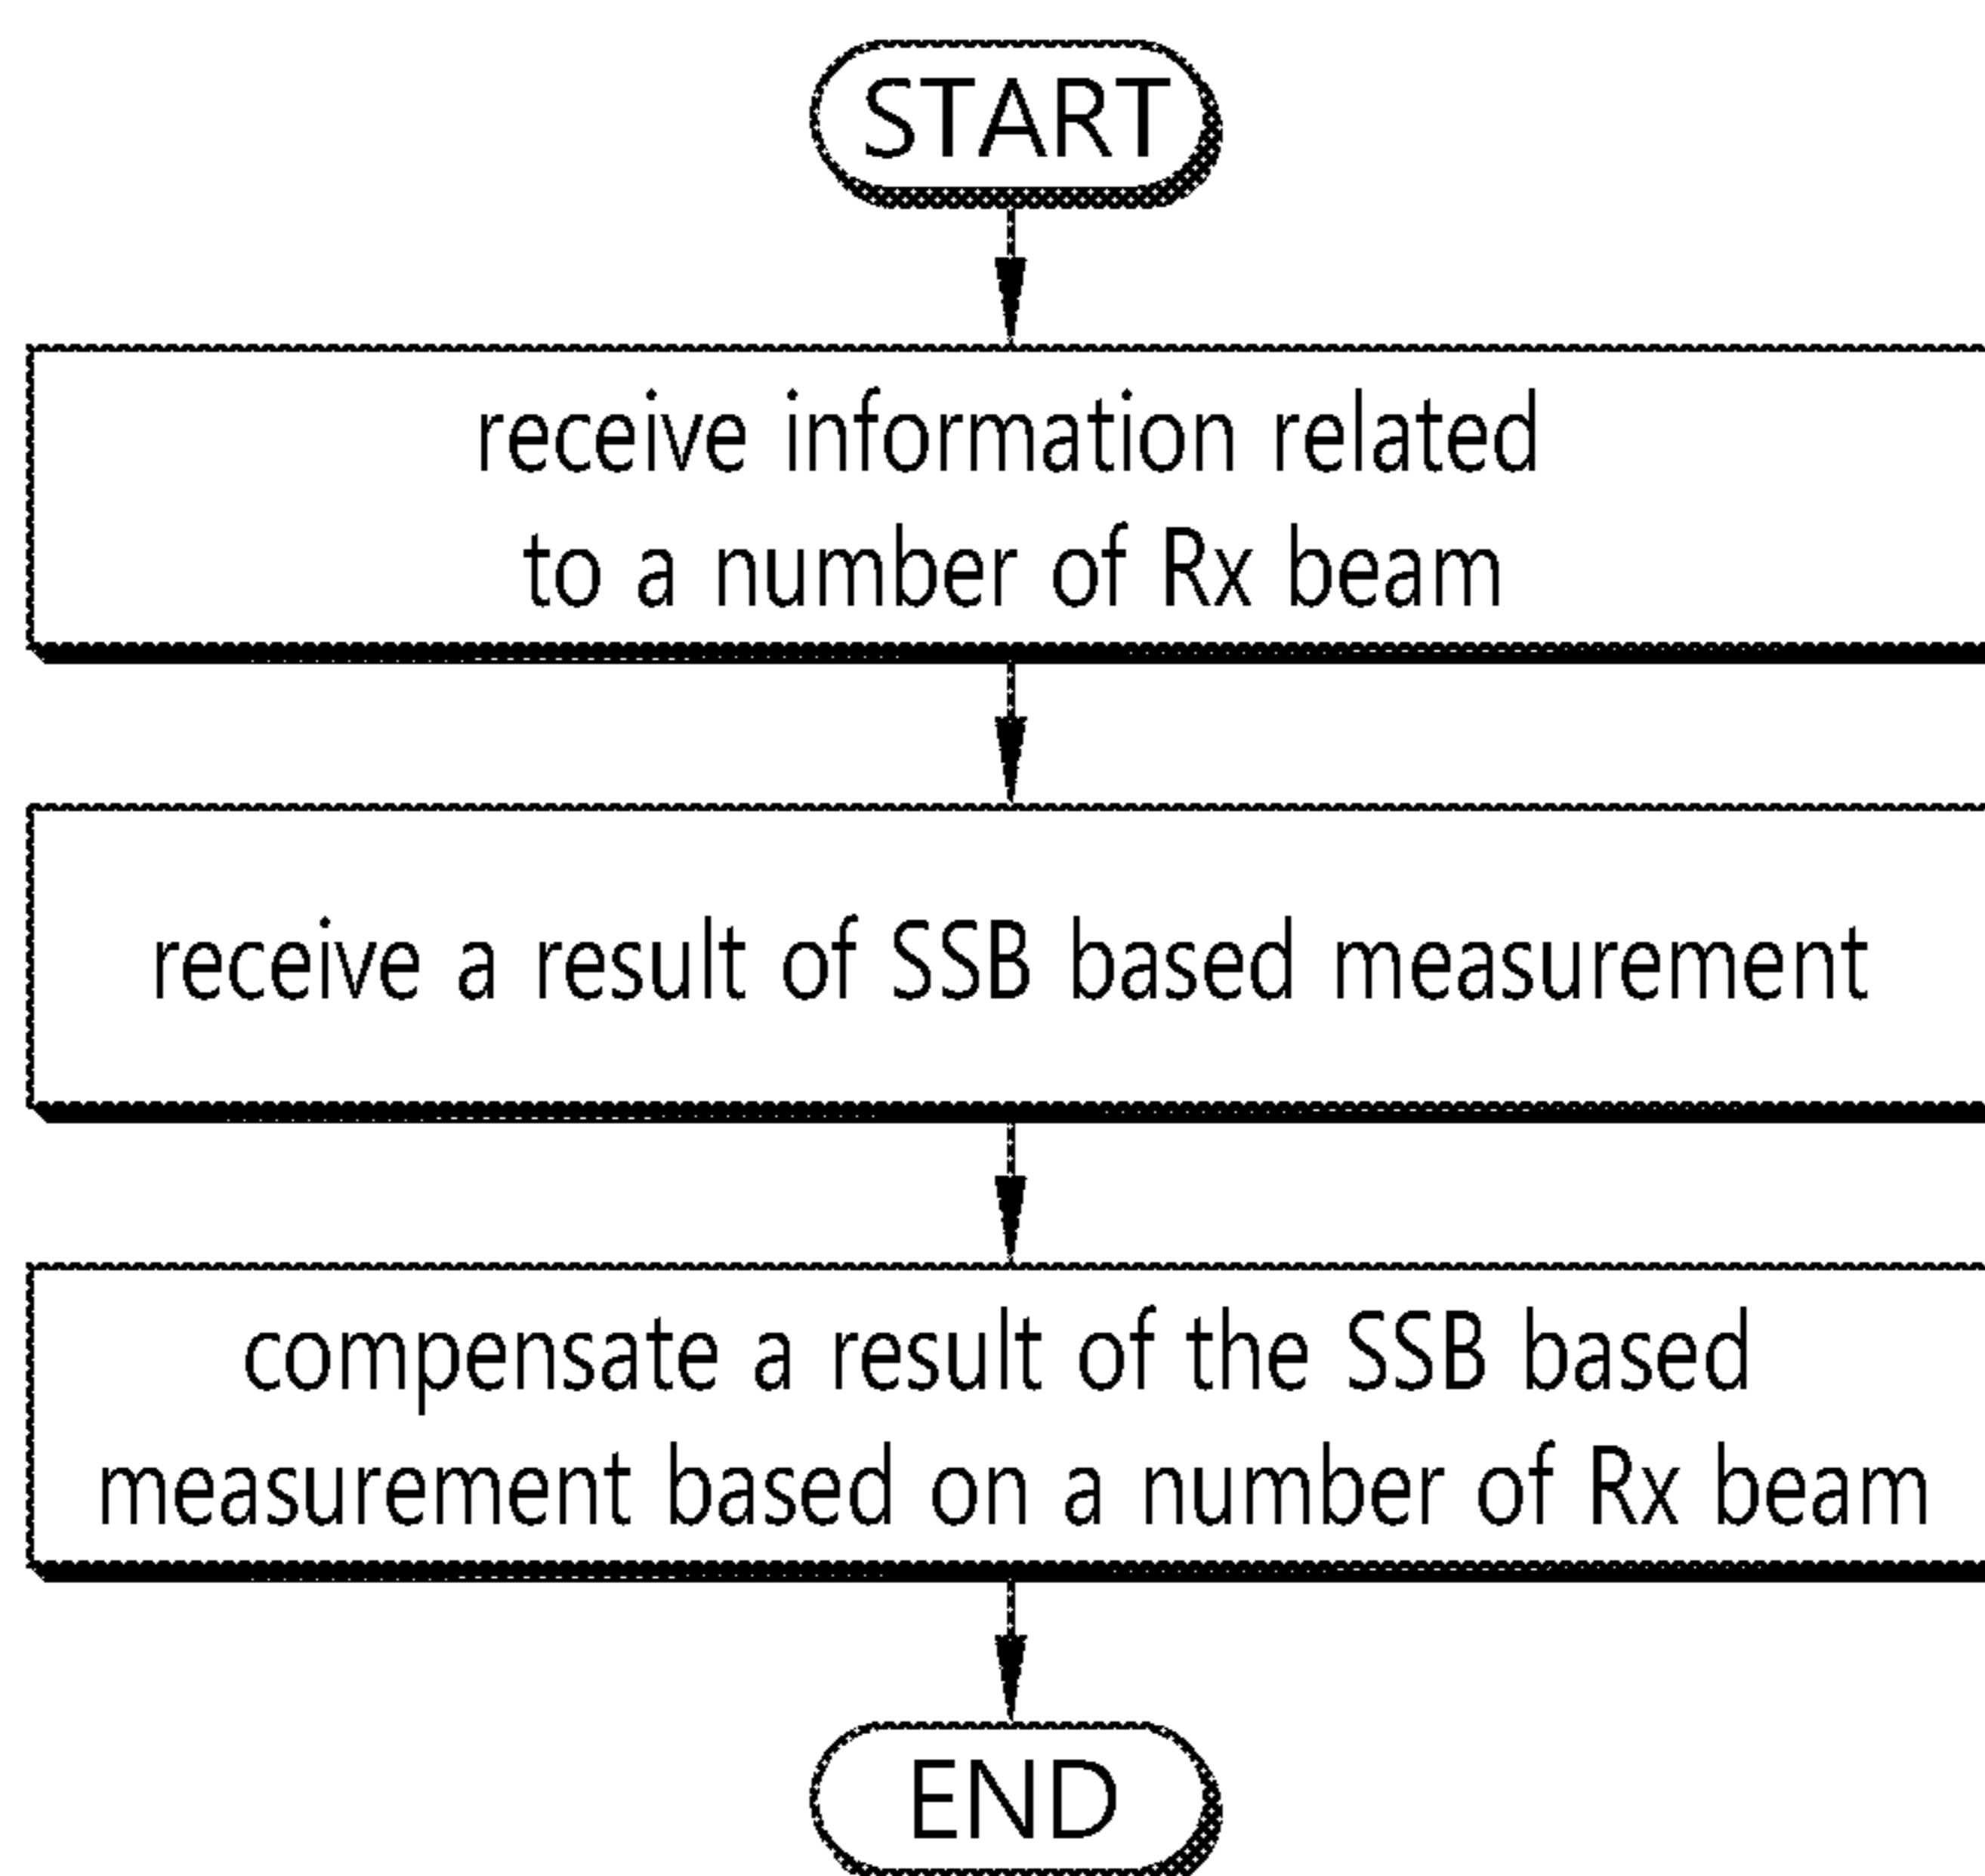 START
receive information related
to a number of Rx beam
receive a result of SSB based measurement
compensate a result of the SSB based
measurement based on a number of Rx beam
END